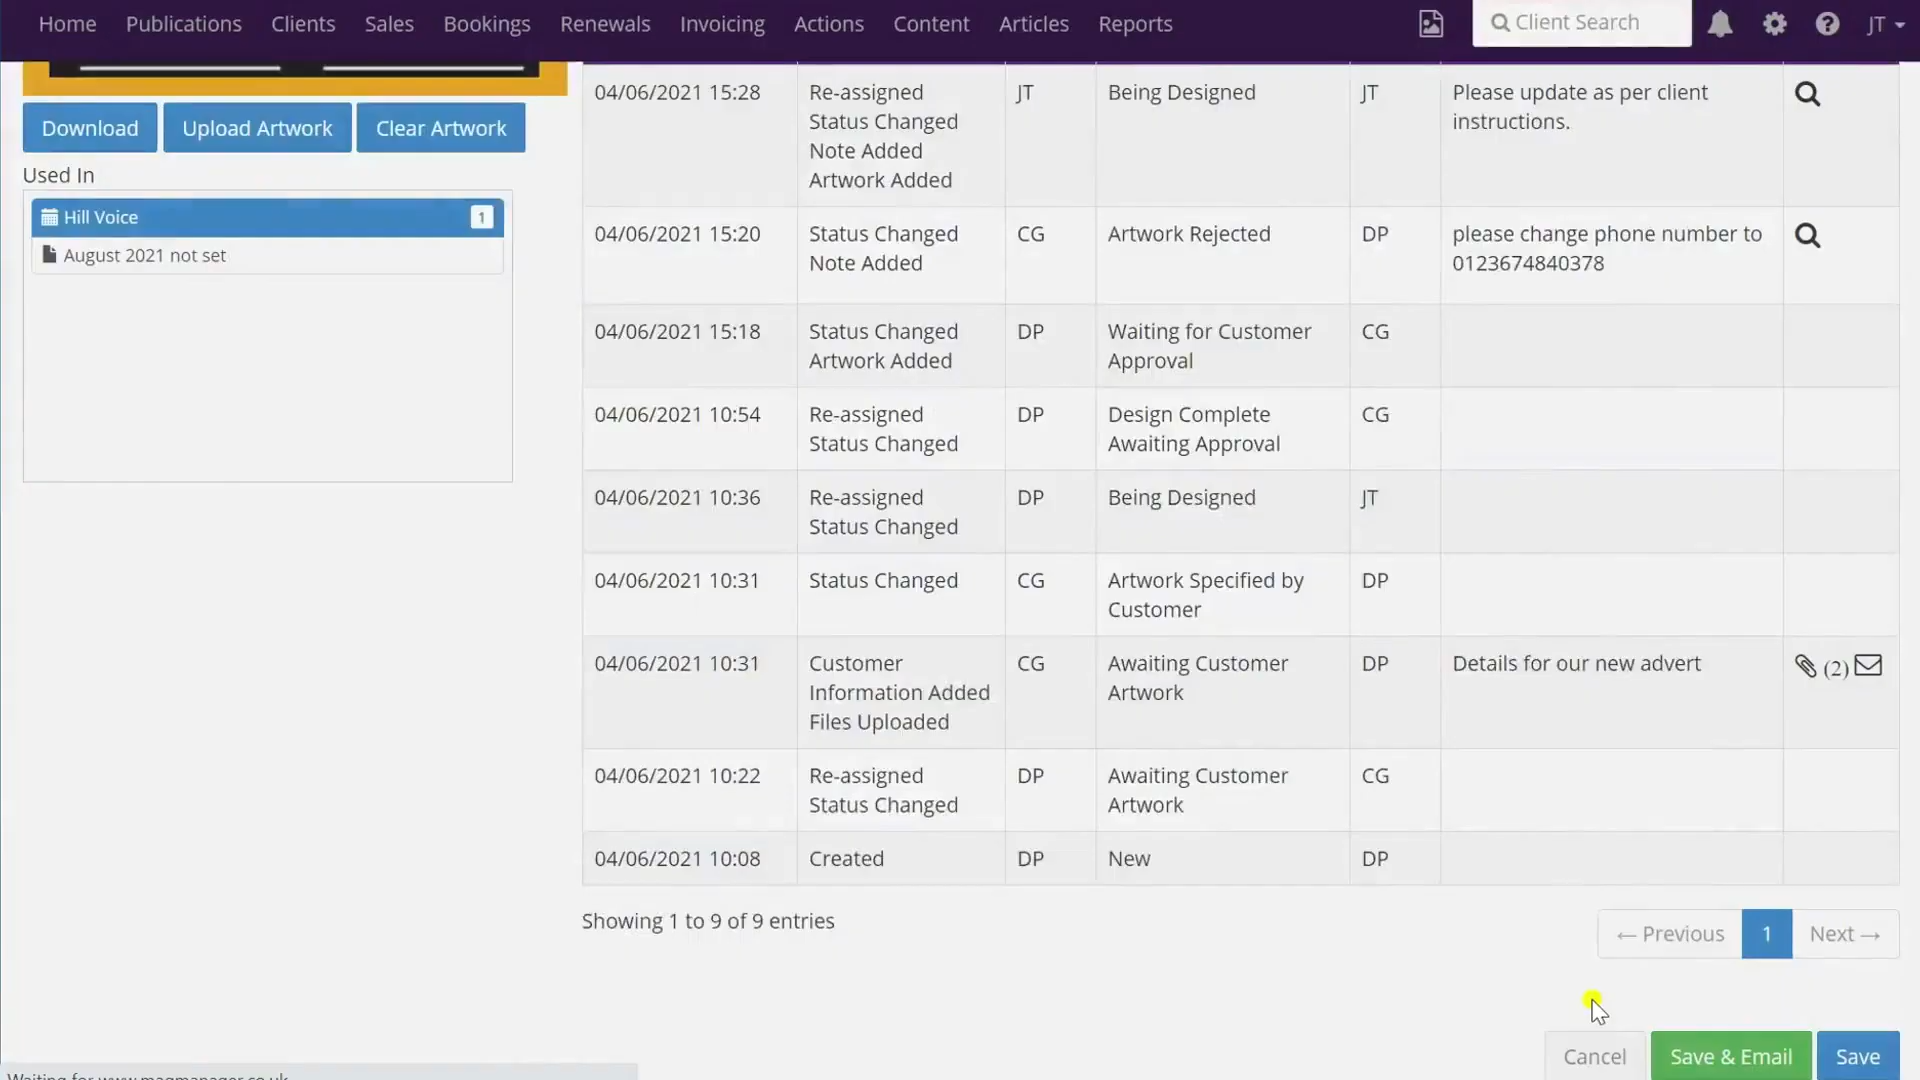 Home Publications Clients Sales Bookings Renewals Invoicing Actions Content Articles Reports Client Search JT
Download Upload Artwork Clear Artwork
Used In
Hill Voice 1
August 2021 not set
04/06/2021 15:28 Re-assigned JT Being Designed JT Please update as per client
Status Changed instructions.
Note Added
Artwork Added
04/06/2021 15:20 Status Changed CG Artwork Rejected DP please change phone number to
Note Added 0123674840378
04/06/2021 15:18 Status Changed DP Waiting for Customer CG
Artwork Added Approval
04/06/2021 10:54 Re-assigned DP Design Complete CG
Status Changed Awaiting Approval
04/06/2021 10:36 Re-assigned DP Being Designed JT
Status Changed
04/06/2021 10:31 Status Changed CG Artwork Specified by DP
Customer
04/06/2021 10:31 Customer CG Awaiting Customer DP Details for our new advert (2)
Information Added Artwork
Files Uploaded
04/06/2021 10:22 Re-assigned DP Awaiting Customer CG
Status Changed Artwork
04/06/2021 10:08 Created DP New DP
Showing 1 to 9 of 9 entries
← Previous 1 Next →
Cancel Save & Email Save
Waiting for www.magmanager.co.uk